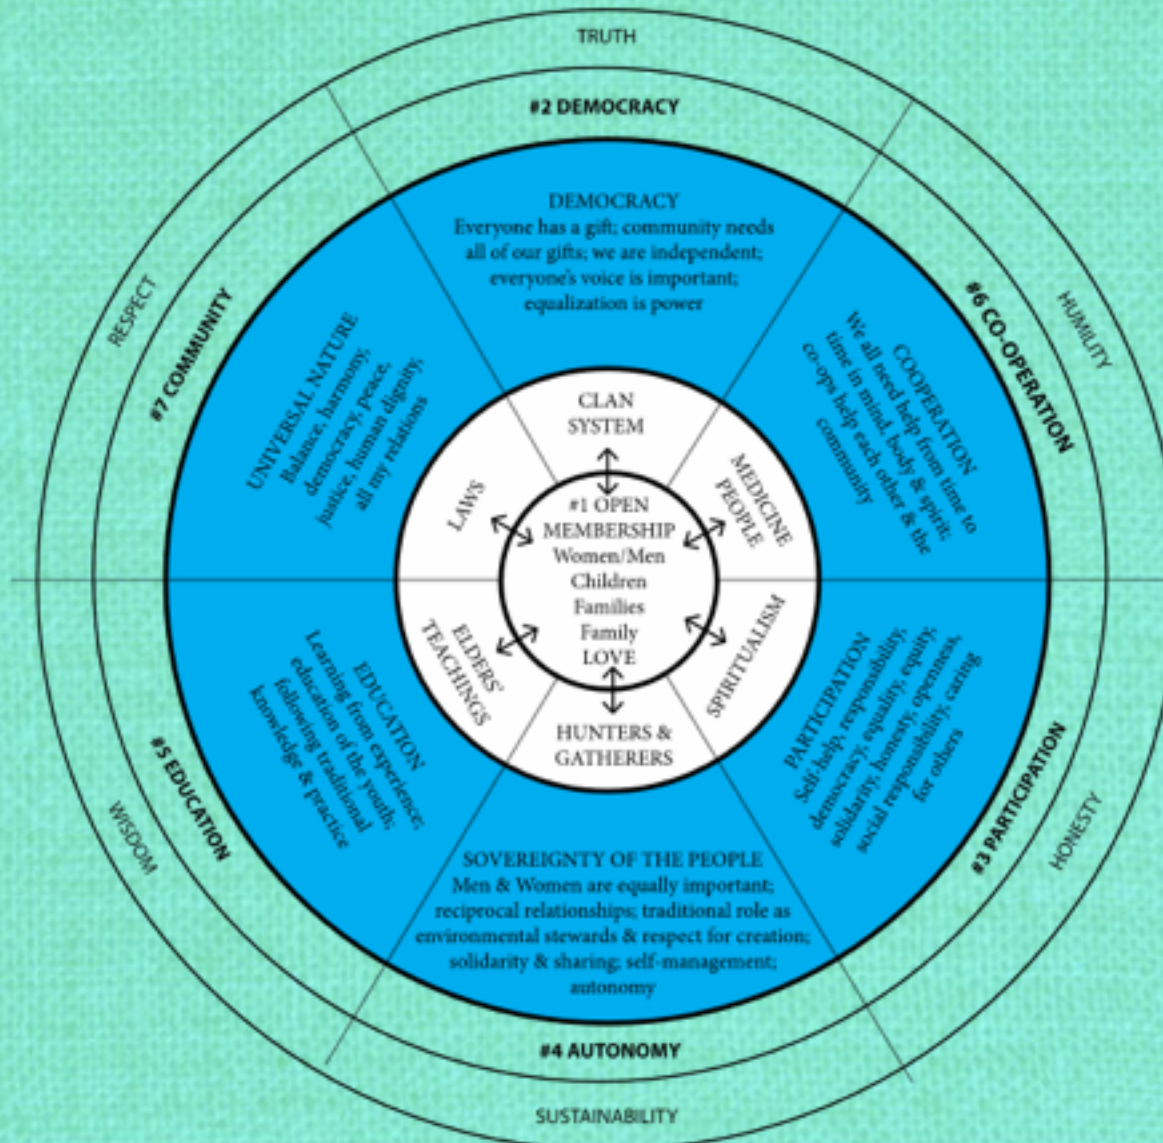 TRUTH
#2 DEMOCRACY
DEMOCRACY
Everyone has a gift; community needs
all of our gifts; we are independent;
everyone's voice is important;
equalization is power
HUMILITY
#6 CO-OPERATION
COOPERATION
We all need help from time to
time in mind, body & spirit;
co-ops help each other & the
community
HONESTY
#3 PARTICIPATION
PARTICIPATION
Self-help, responsibility,
democracy, equality, equity,
solidarity, honesty, openness,
social responsibility, caring
for others
SUSTAINABILITY
#4 AUTONOMY
SOVEREIGNTY OF THE PEOPLE
Men & Women are equally important;
reciprocal relationships; traditional role as
environmental stewards & respect for creation;
solidarity & sharing; self-management;
autonomy
WISDOM
#5 EDUCATION
EDUCATION
Learning from experience;
education of the youth;
following traditional
knowledge & practice
RESPECT
#7 COMMUNITY
UNIVERSAL NATURE
Balance, harmony,
democracy, peace,
justice, human dignity,
all my relations
CLAN
SYSTEM
MEDICINE
PEOPLE
SPIRITUALISM
HUNTERS &
GATHERERS
ELDERS'
TEACHINGS
LAWS
#1 OPEN
MEMBERSHIP
Women/Men
Children
Families
Family
LOVE